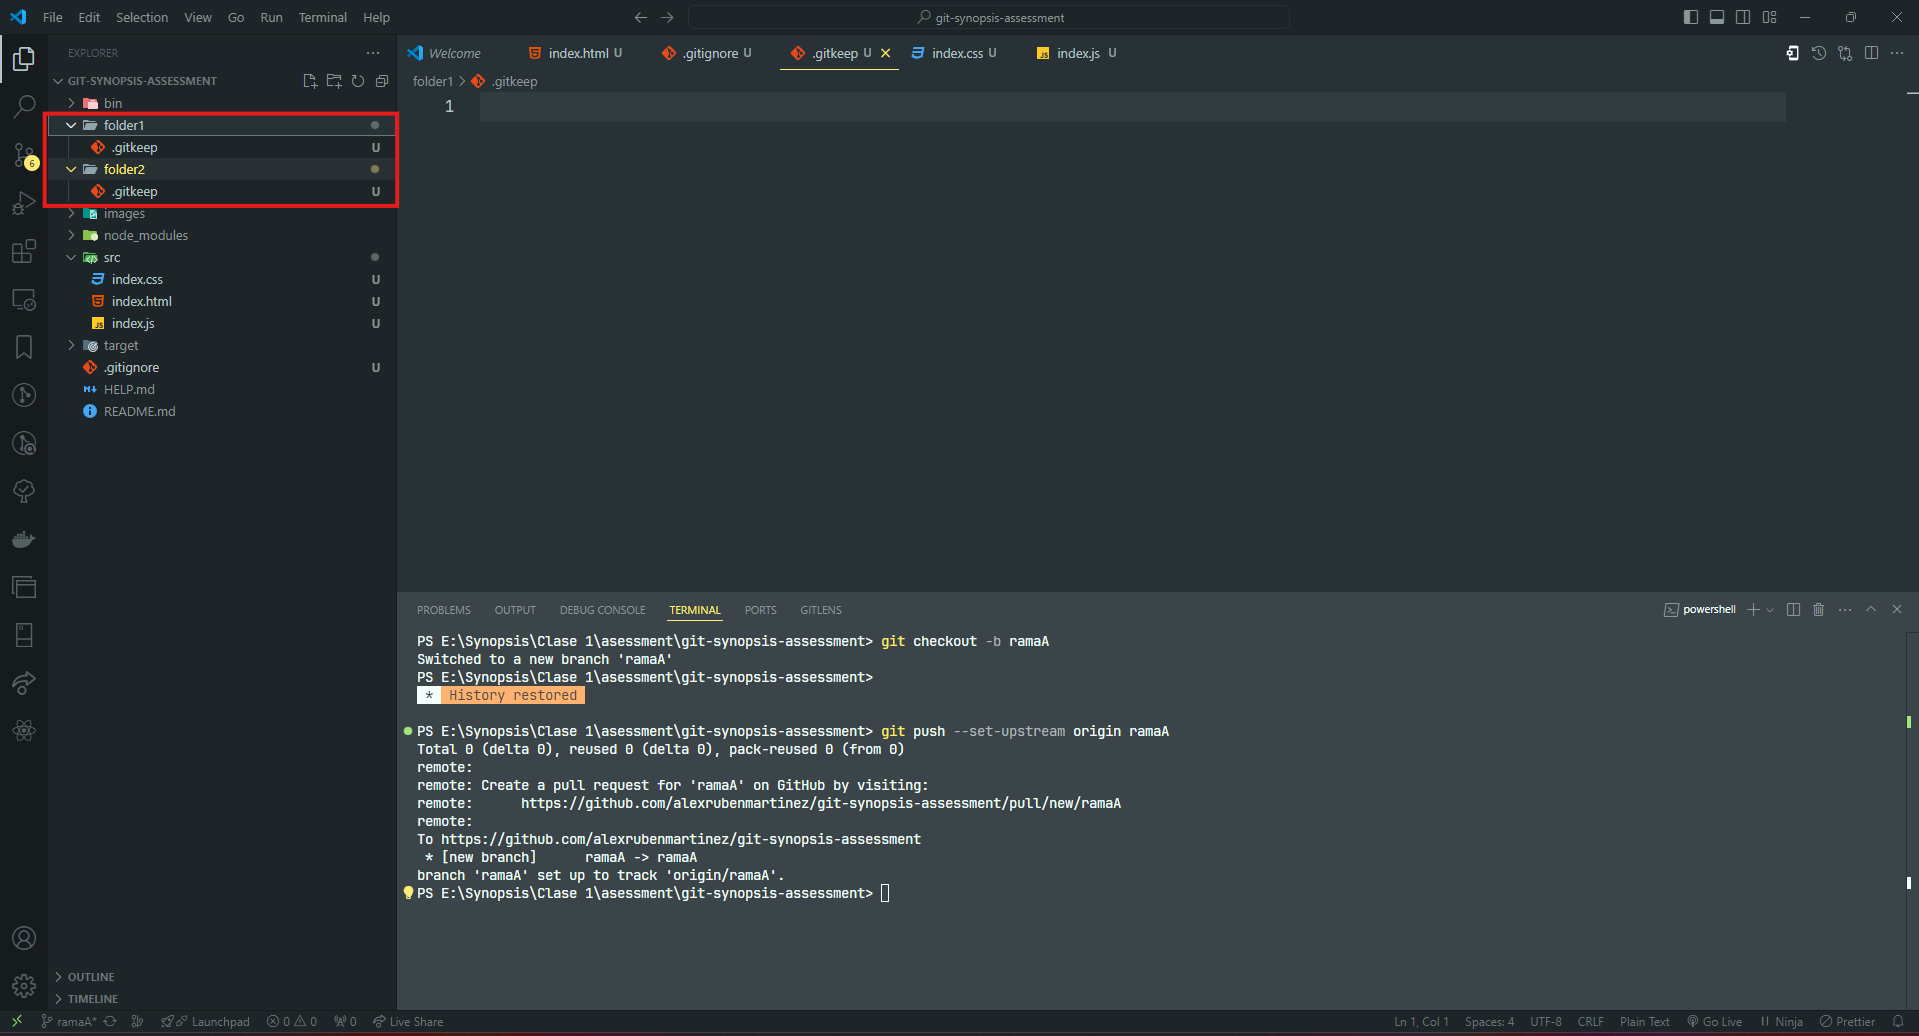 File Edit Selection View Go Run Terminal Help
git-synopsis-assessment
EXPLORER
GIT-SYNOPSIS-ASSESSMENT
bin
folder1
.gitkeep U
folder2
.gitkeep U
images
node_modules
src
index.css U
index.html U
index.js U
target
.gitignore U
HELP.md
README.md
OUTLINE
TIMELINE
6
Welcome index.html U .gitignore U .gitkeep U index.css U index.js U
folder1 > .gitkeep
1
PROBLEMS OUTPUT DEBUG CONSOLE TERMINAL PORTS GITLENS
powershell
PS E:\Synopsis\Clase 1\asessment\git-synopsis-assessment> git checkout -b ramaA
Switched to a new branch 'ramaA'
PS E:\Synopsis\Clase 1\asessment\git-synopsis-assessment>
* History restored
PS E:\Synopsis\Clase 1\asessment\git-synopsis-assessment> git push --set-upstream origin ramaA
Total 0 (delta 0), reused 0 (delta 0), pack-reused 0 (from 0)
remote:
remote: Create a pull request for 'ramaA' on GitHub by visiting:
remote:      https://github.com/alexrubenmartinez/git-synopsis-assessment/pull/new/ramaA
remote:
To https://github.com/alexrubenmartinez/git-synopsis-assessment
 * [new branch]      ramaA -> ramaA
branch 'ramaA' set up to track 'origin/ramaA'.
PS E:\Synopsis\Clase 1\asessment\git-synopsis-assessment>
ramaA* Launchpad 0 0 0 Live Share Ln 1, Col 1 Spaces: 4 UTF-8 CRLF Plain Text Go Live Ninja Prettier